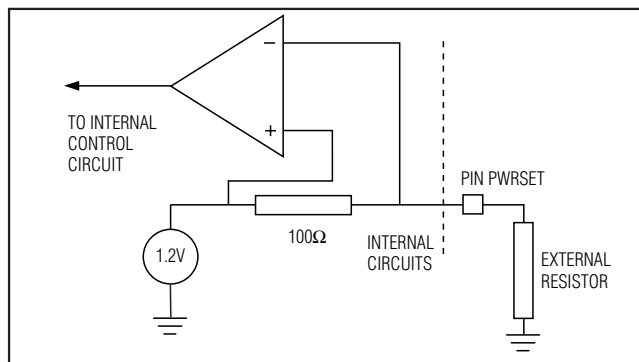 −
+
TO INTERNAL
CONTROL
CIRCUIT
PIN PWRSET
1.2V
100Ω
INTERNAL
CIRCUITS
EXTERNAL
RESISTOR